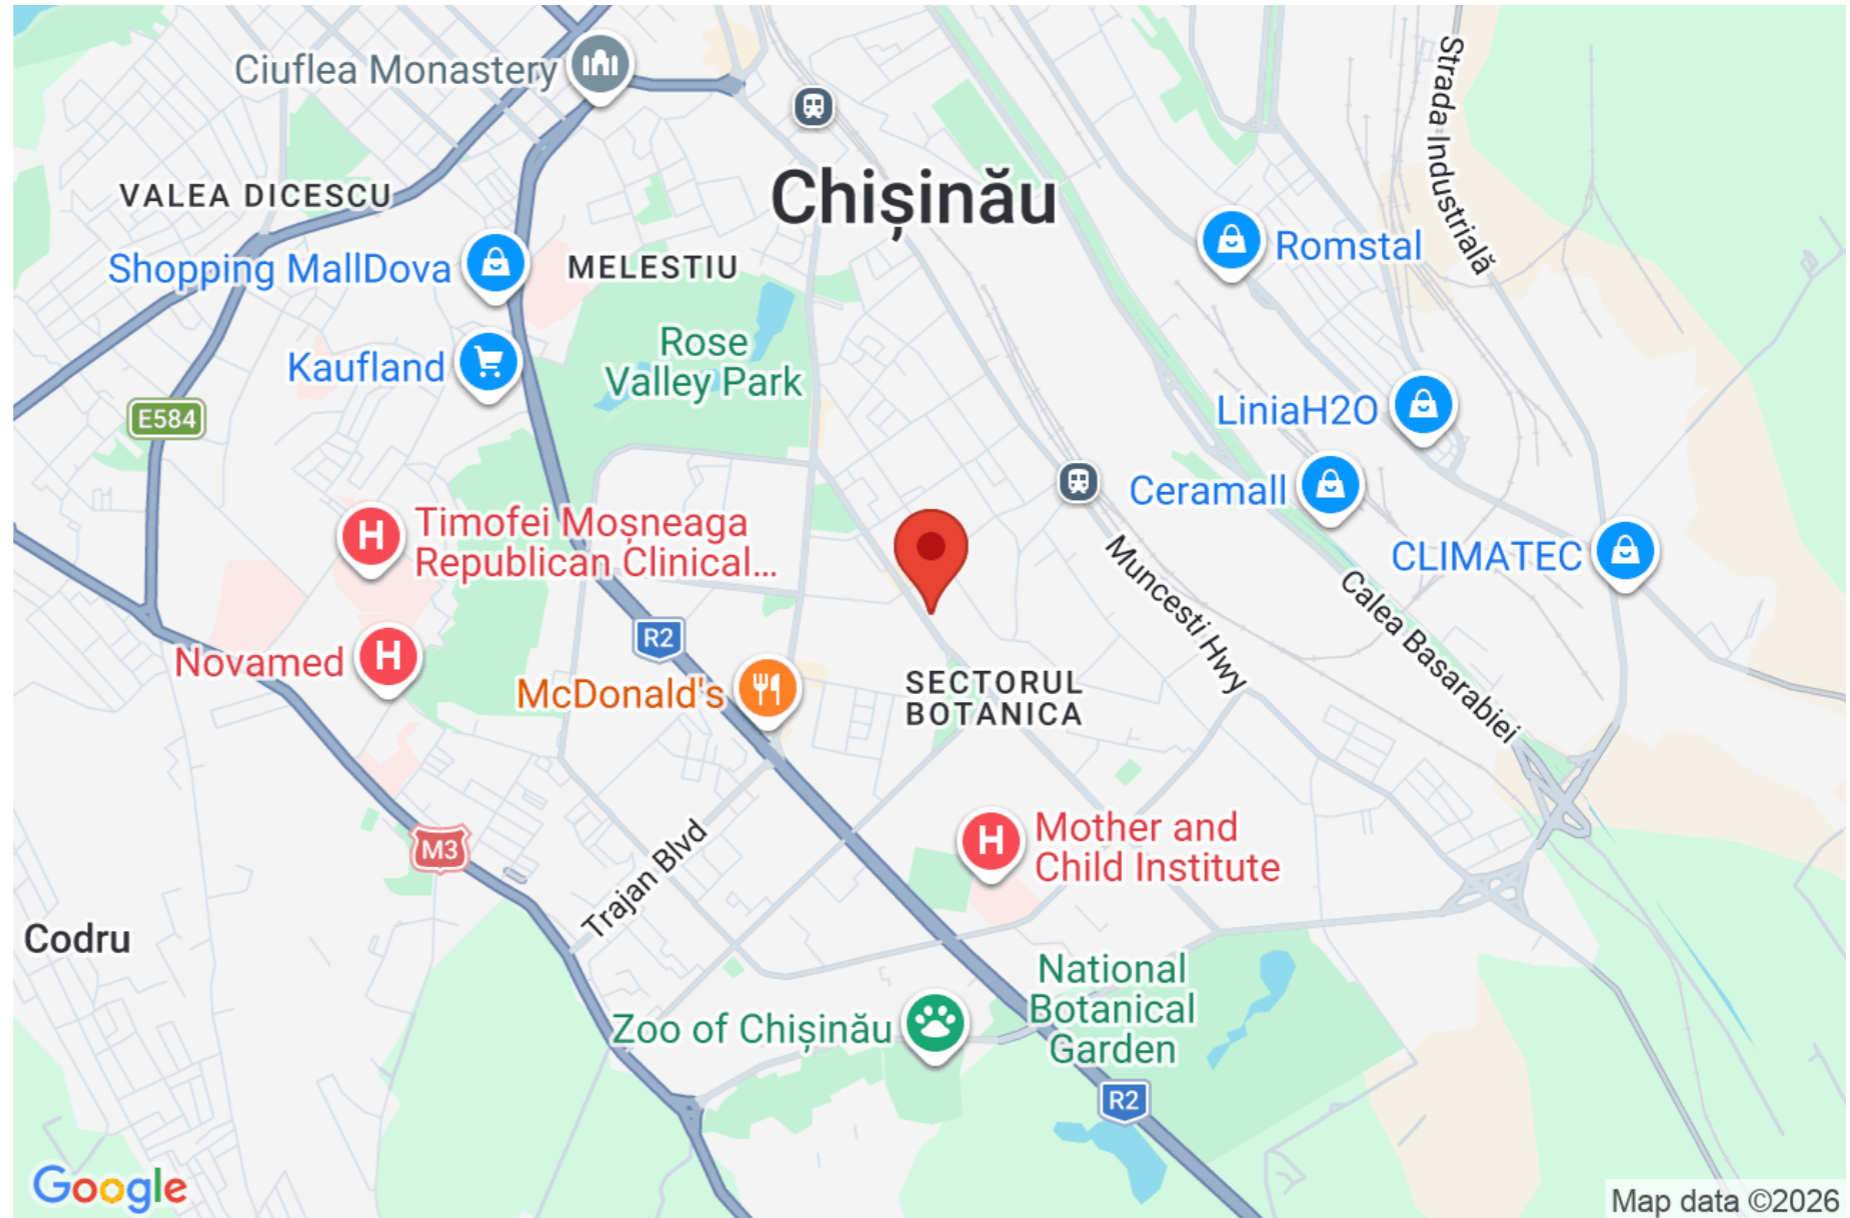 Ciuflea Monastery
Strada Industrială
VALEA DICESCU
Chișinău
Shopping MallDova
MELESTIU
Romstal
Rose
Valley Park
Kaufland
E584
LiniaH2O
Ceramall
Timofei Moșneaga
Republican Clinical...
CLIMATEC
Muncesti Hwy
Calea Basarabiei
R2
Novamed
McDonald's
SECTORUL
BOTANICA
M3
Trajan Blvd
Mother and
Child Institute
Codru
National
Botanical
Garden
Zoo of Chișinău
R2
Google
Map data ©2026